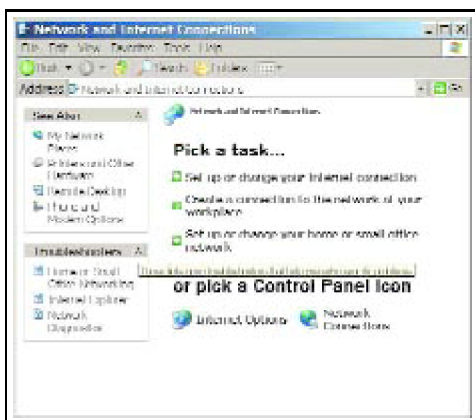 Network and Internet Connections
File Edit View Favorites Tools Help
Back Search Folders
Address Network and Internet Connections Go
See Also
My Network
Places
Printers and Other
Hardware
Remote Desktop
Phone and
Modem Options
Troubleshooters
Home or Small
Office Networking
Internet Explorer
Network
Diagnostics
Network and Internet Connections
Pick a task...
Set up or change your Internet connection
Create a connection to the network at your
workplace
Set up or change your home or small office
network
or pick a Control Panel icon
Internet Options
Network
Connections